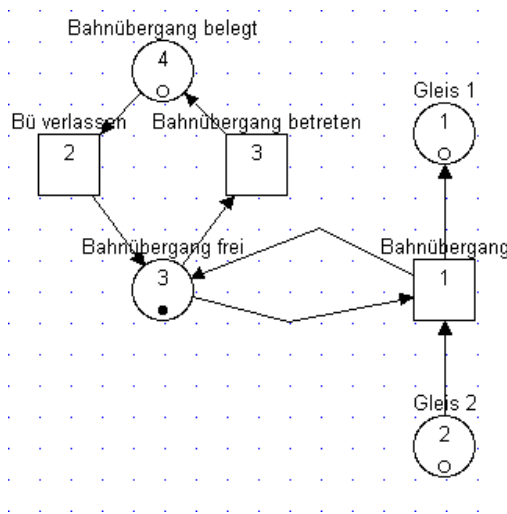 Bahnübergang belegt
4
Gleis 1
1
Bü verlassen
2
Bahnübergang betreten
3
Bahnübergang frei
3
Bahnübergang
1
Gleis 2
2